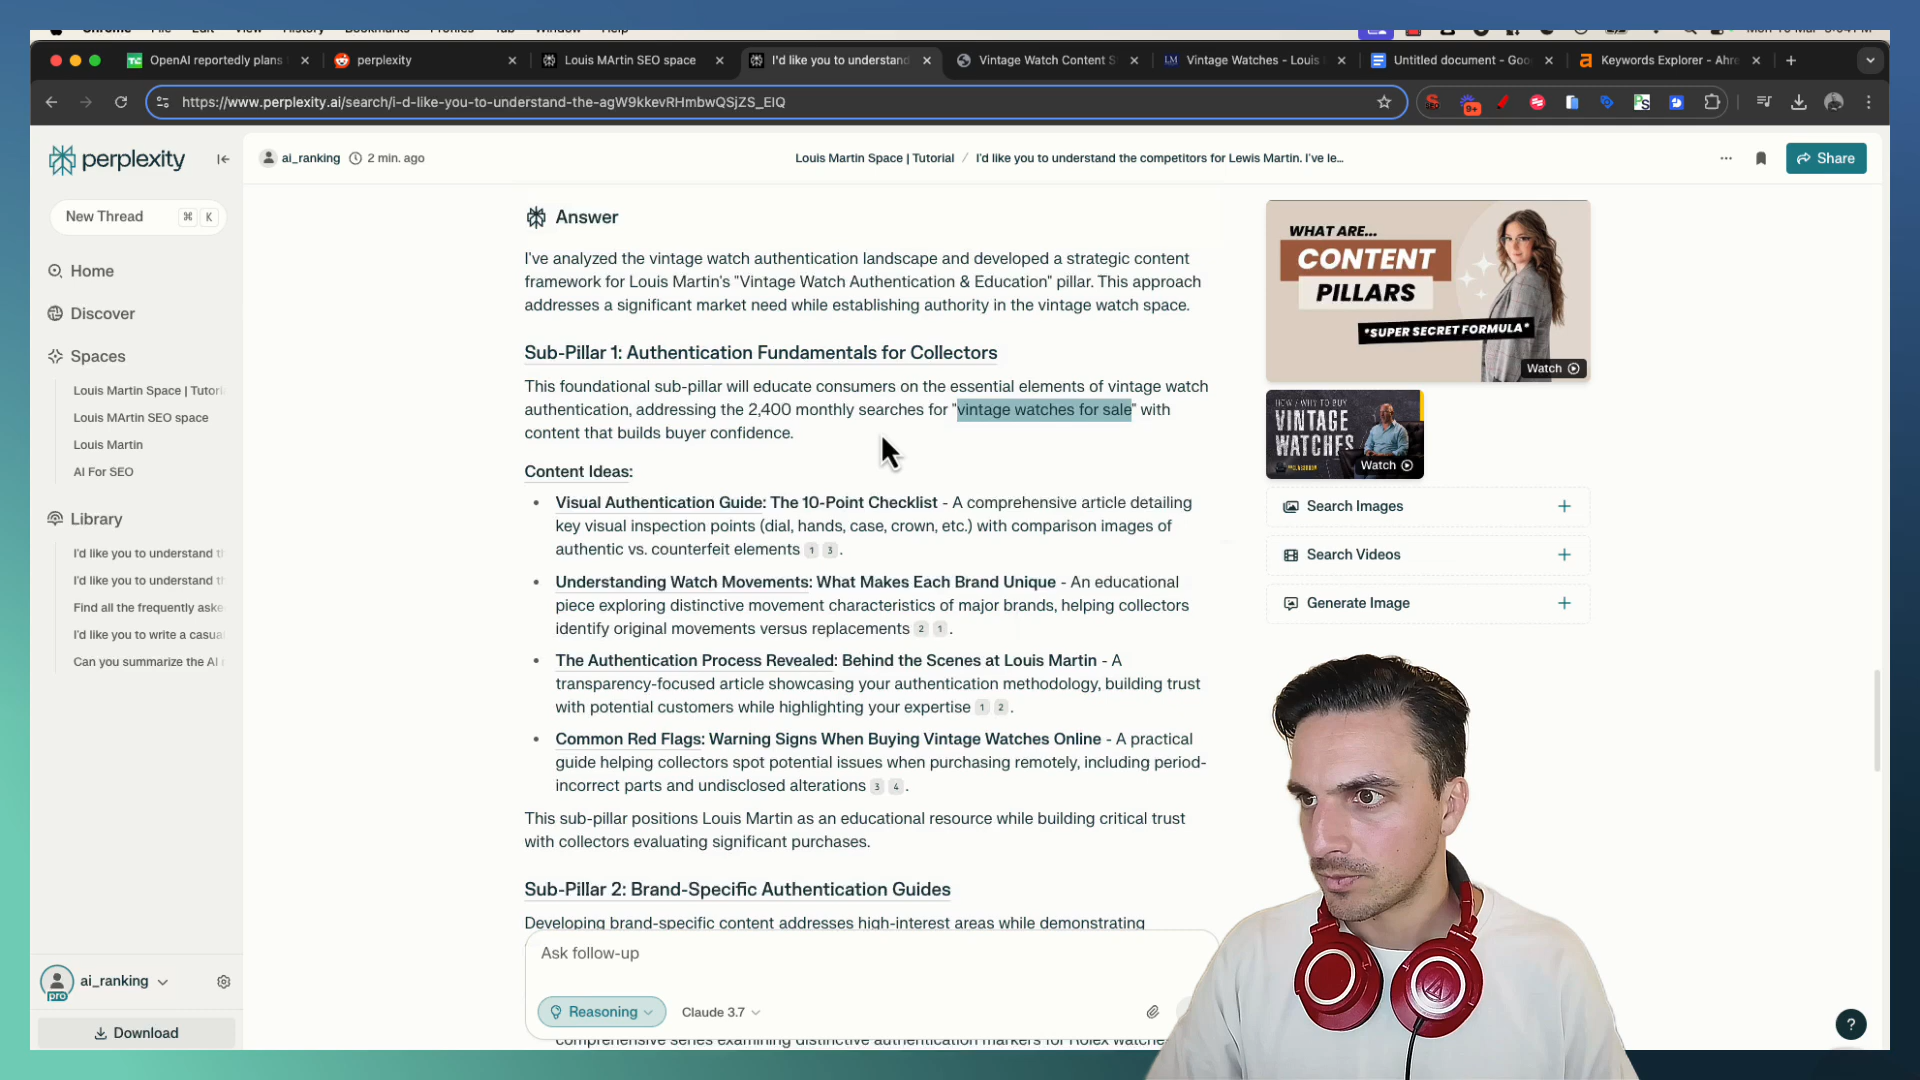 OpenAI reportedly plans
perplexity
Louis MArtin SEO space
I'd like you to understand
Vintage Watch Content S
LM Vintage Watches - Louis
Untitled document - Goo
Keywords Explorer - Ahre
https://www.perplexity.ai/search/i-d-like-you-to-understand-the-agW9kkevRHmbwQSjZS_EIQ
9+
perplexity
ai_ranking 2 min. ago
Louis Martin Space | Tutorial / I'd like you to understand the competitors for Lewis Martin. I've le...
Share
New Thread ⌘ K
Home
Discover
Spaces
Louis Martin Space | Tutori
Louis MArtin SEO space
Louis Martin
AI For SEO
Library
I'd like you to understand t
I'd like you to understand t
Find all the frequently aske
I'd like you to write a casua
Can you summarize the AI
ai_ranking
pro
Download
Answer
I've analyzed the vintage watch authentication landscape and developed a strategic content
framework for Louis Martin's "Vintage Watch Authentication & Education" pillar. This approach
addresses a significant market need while establishing authority in the vintage watch space.
Sub-Pillar 1: Authentication Fundamentals for Collectors
This foundational sub-pillar will educate consumers on the essential elements of vintage watch
authentication, addressing the 2,400 monthly searches for "vintage watches for sale" with
content that builds buyer confidence.
Content Ideas:
• Visual Authentication Guide: The 10-Point Checklist - A comprehensive article detailing
key visual inspection points (dial, hands, case, crown, etc.) with comparison images of
authentic vs. counterfeit elements 1 3 .
• Understanding Watch Movements: What Makes Each Brand Unique - An educational
piece exploring distinctive movement characteristics of major brands, helping collectors
identify original movements versus replacements 2 1 .
• The Authentication Process Revealed: Behind the Scenes at Louis Martin - A
transparency-focused article showcasing your authentication methodology, building trust
with potential customers while highlighting your expertise 1 2 .
• Common Red Flags: Warning Signs When Buying Vintage Watches Online - A practical
guide helping collectors spot potential issues when purchasing remotely, including period-
incorrect parts and undisclosed alterations 3 4 .
This sub-pillar positions Louis Martin as an educational resource while building critical trust
with collectors evaluating significant purchases.
Sub-Pillar 2: Brand-Specific Authentication Guides
Developing brand-specific content addresses high-interest areas while demonstrating
Ask follow-up
Reasoning Claude 3.7
comprehensive series examining distinctive authentication markers for Rolex watche
WHAT ARE...
CONTENT
PILLARS
*SUPER SECRET FORMULA*
Watch
HOW / WHY TO BUY
VINTAGE
WATCHES
Watch
Search Images +
Search Videos +
Generate Image +
?